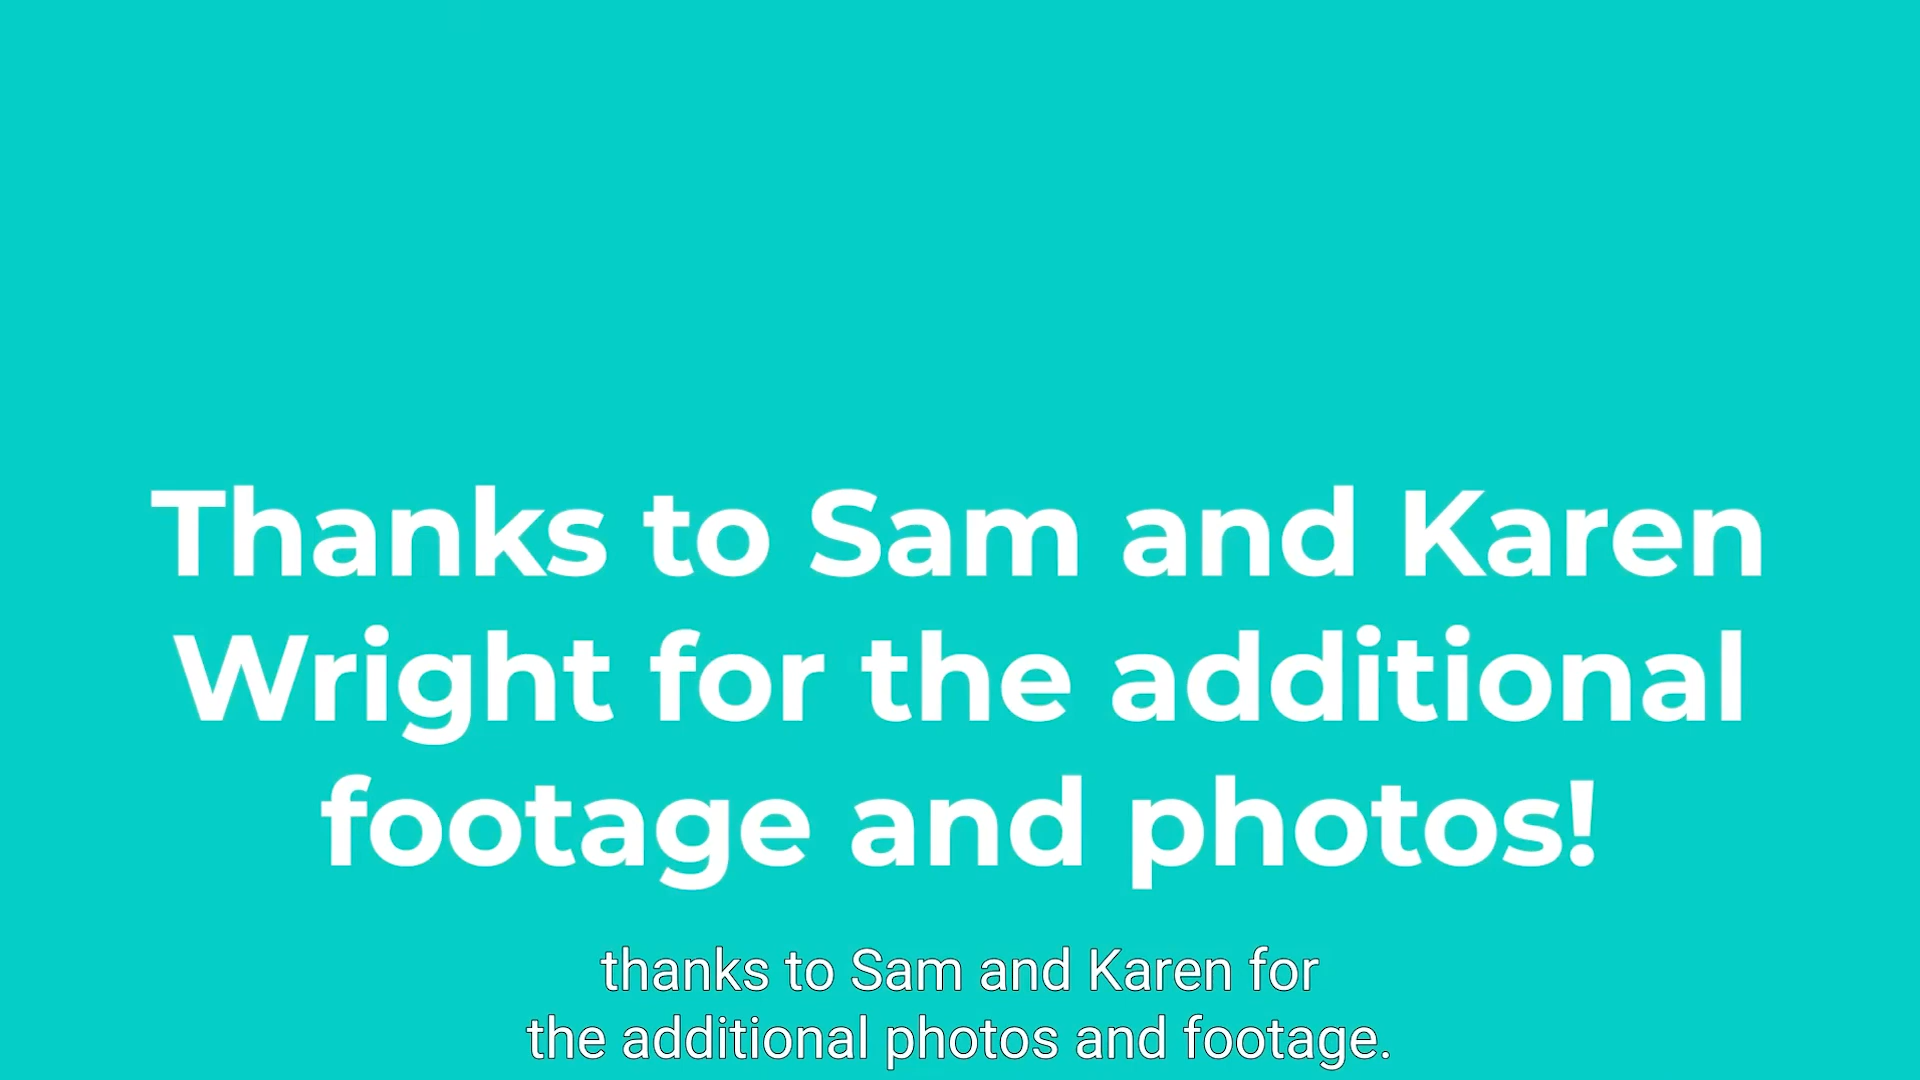 Thanks to Sam and Karen
Wright for the additional
footage and photos!
thanks to Sam and Karen for
the additional photos and footage.